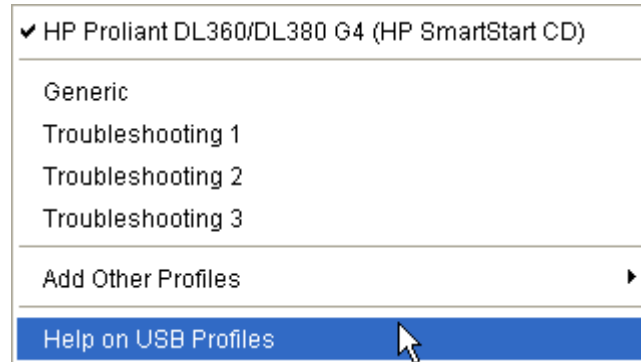 HP Proliant DL360/DL380 G4 (HP SmartStart CD)
Generic
Troubleshooting 1
Troubleshooting 2
Troubleshooting 3
Add Other Profiles
Help on USB Profiles